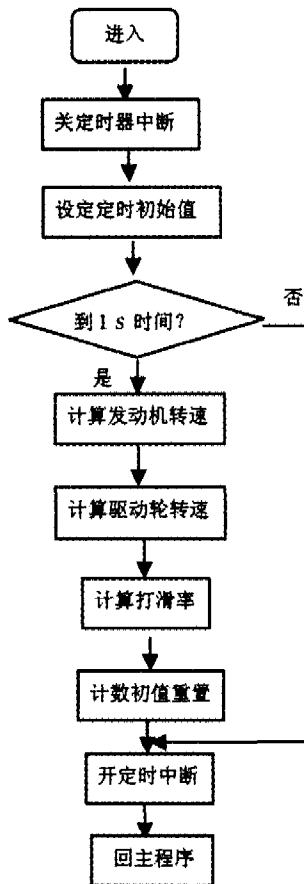 进入
关定时器中断
设定定时初始值
到1s时间?
否
是
计算发动机转速
计算驱动轮转速
计算打滑率
计数初值重置
开定时中断
回主程序